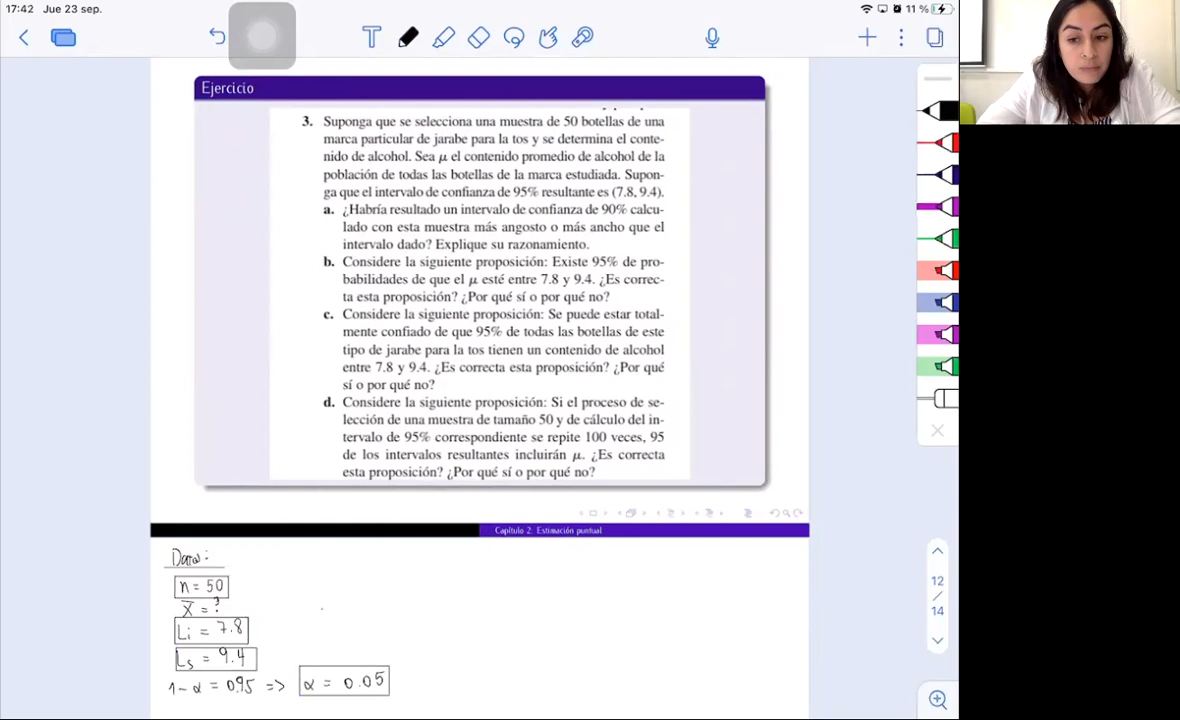 17:42 Jue 23 sep.
11 %
Ejercicio
3. Suponga que se selecciona una muestra de 50 botellas de una
marca particular de jarabe para la tos y se determina el conte-
nido de alcohol. Sea μ el contenido promedio de alcohol de la
población de todas las botellas de la marca estudiada. Supon-
ga que el intervalo de confianza de 95% resultante es (7.8, 9.4).
a. ¿Habría resultado un intervalo de confianza de 90% calcu-
lado con esta muestra más angosto o más ancho que el
intervalo dado? Explique su razonamiento.
b. Considere la siguiente proposición: Existe 95% de pro-
babilidades de que el μ esté entre 7.8 y 9.4. ¿Es correc-
ta esta proposición? ¿Por qué sí o por qué no?
c. Considere la siguiente proposición: Se puede estar total-
mente confiado de que 95% de todas las botellas de este
tipo de jarabe para la tos tienen un contenido de alcohol
entre 7.8 y 9.4. ¿Es correcta esta proposición? ¿Por qué
sí o por qué no?
d. Considere la siguiente proposición: Si el proceso de se-
lección de una muestra de tamaño 50 y de cálculo del in-
tervalo de 95% correspondiente se repite 100 veces, 95
de los intervalos resultantes incluirán μ. ¿Es correcta
esta proposición? ¿Por qué sí o por qué no?
Capítulo 2: Estimación puntual
Datos:
n = 50
X̄ = ?
Li = 7.8
Ls = 9.4
1 - α = 0.95 => α = 0.05
12
/
14